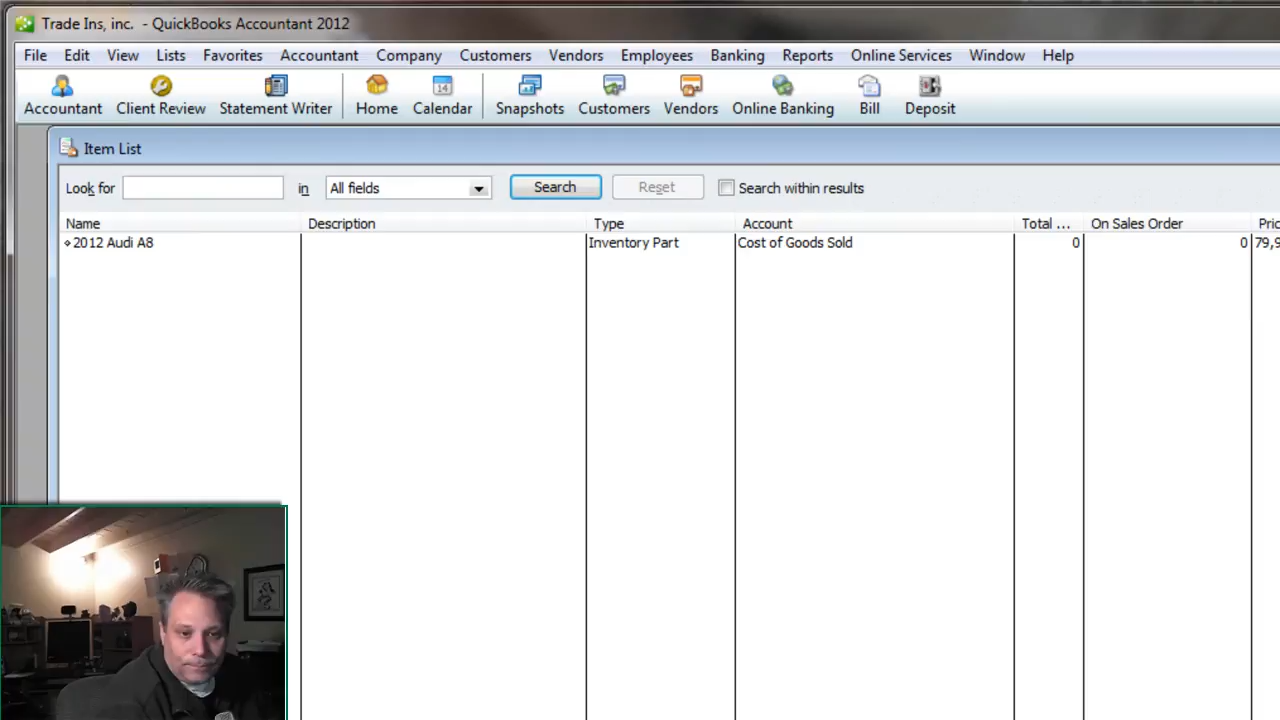 Trade Ins, inc. - QuickBooks Accountant 2012
File Edit View Lists Favorites Accountant Company Customers Vendors Employees Banking Reports Online Services Window Help
Accountant Client Review Statement Writer Home Calendar Snapshots Customers Vendors Online Banking Bill Deposit
Item List
Look for in All fields Search Reset Search within results
Name Description Type Account Total ... On Sales Order
2012 Audi A8 Inventory Part Cost of Goods Sold 0 0 79,9